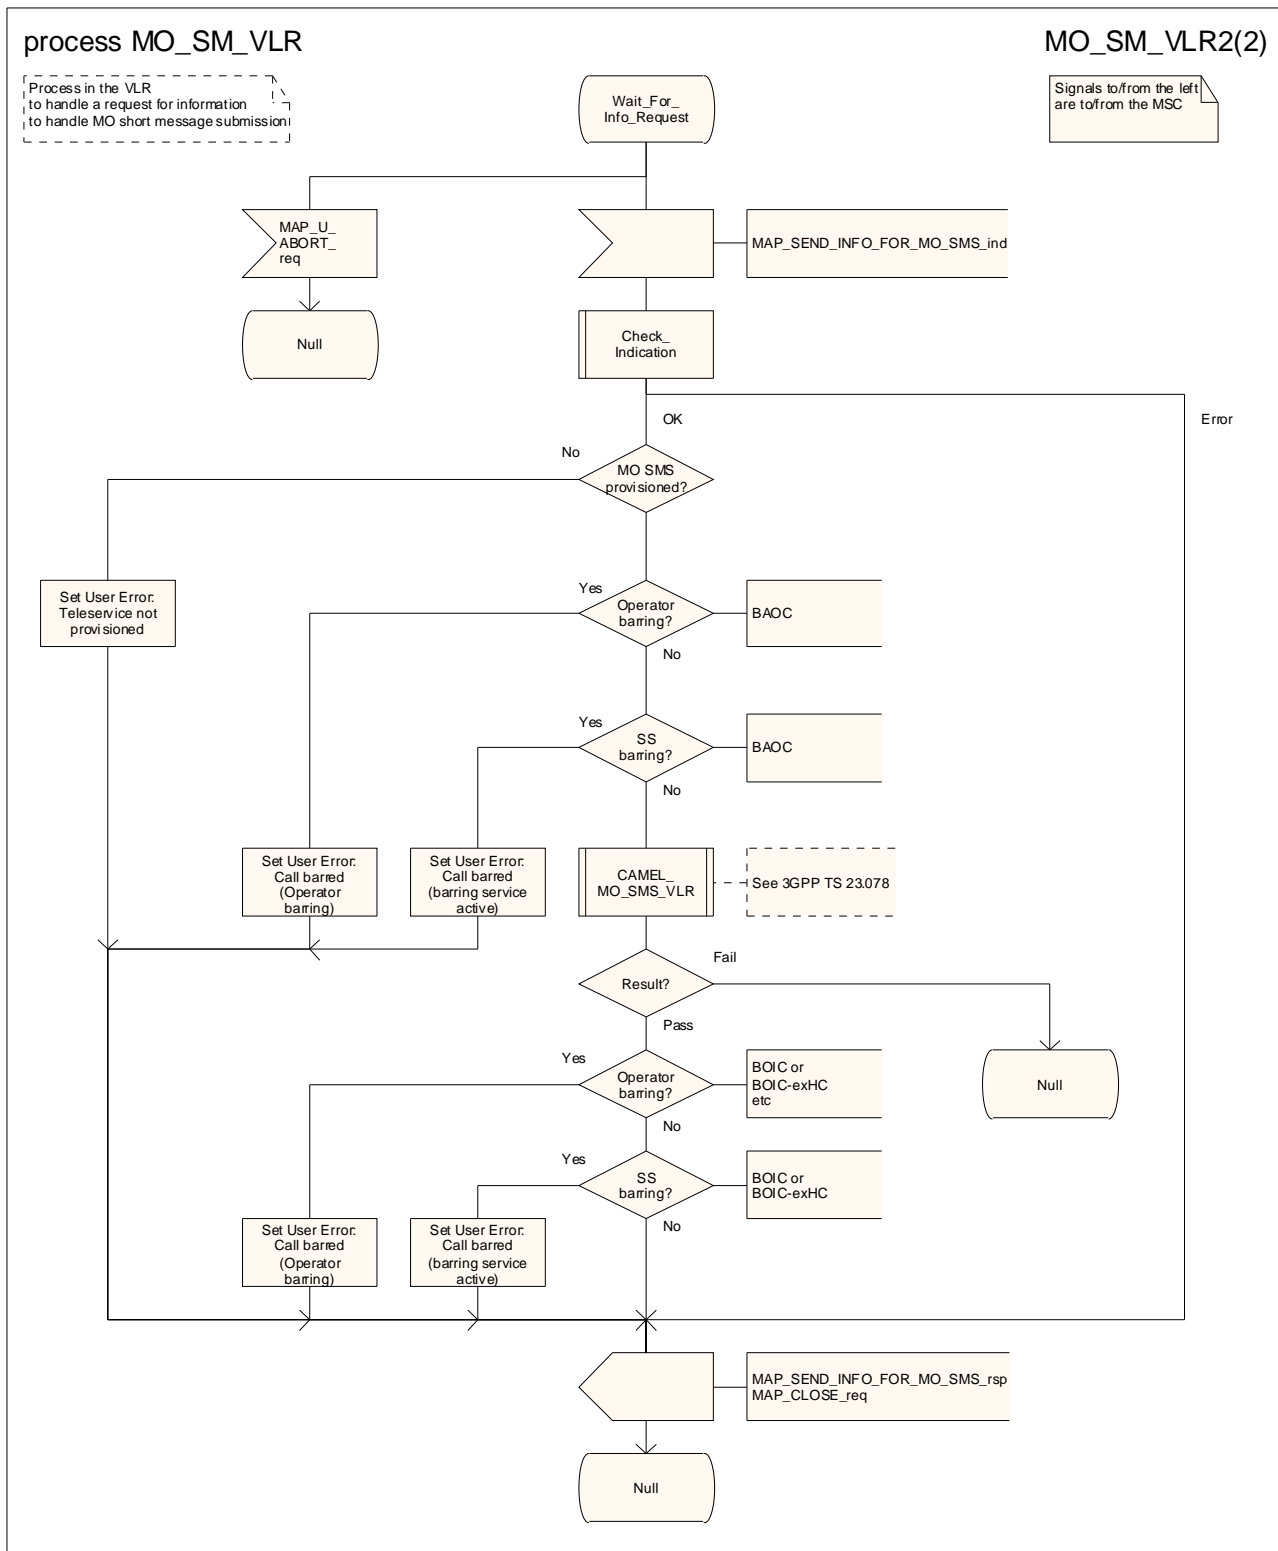 process MO_SM_VLR
MO_SM_VLR2(2)
Process in the VLR
to handle a request for information
to handle MO short message submission
Wait_For_
Info_Request
Signals to/from the left
are to/from the MSC
MAP_U_
ABORT_
req
MAP_SEND_INFO_FOR_MO_SMS_ind
Null
Check_
Indication
OK
Error
No
MO SMS
provisioned?
Set User Error:
Teleservice not
provisioned
Yes
Operator
barring?
BAOC
No
Yes
SS
barring?
BAOC
No
Set User Error:
Call barred
(Operator
barring)
Set User Error:
Call barred
(barring service
active)
CAMEL_
MO_SMS_VLR
See 3GPP TS 23.078
Result?
Fail
Pass
Yes
Operator
barring?
BOIC or
BOIC-exHC
etc
Null
No
Yes
SS
barring?
BOIC or
BOIC-exHC
No
Set User Error:
Call barred
(Operator
barring)
Set User Error:
Call barred
(barring service
active)
MAP_SEND_INFO_FOR_MO_SMS_rsp
MAP_CLOSE_req
Null